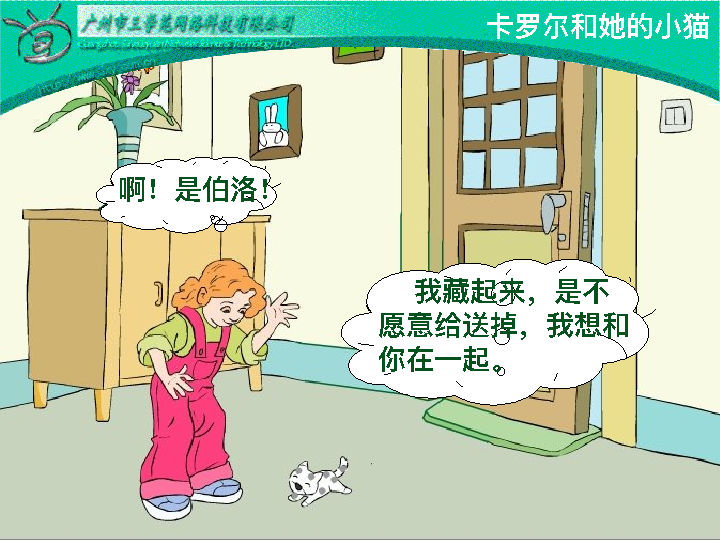 广州市三学苑网络科技有限公司
卡罗尔和她的小猫
啊！是伯洛！
我藏起来，是不
愿意给送掉，我想和
你在一起。